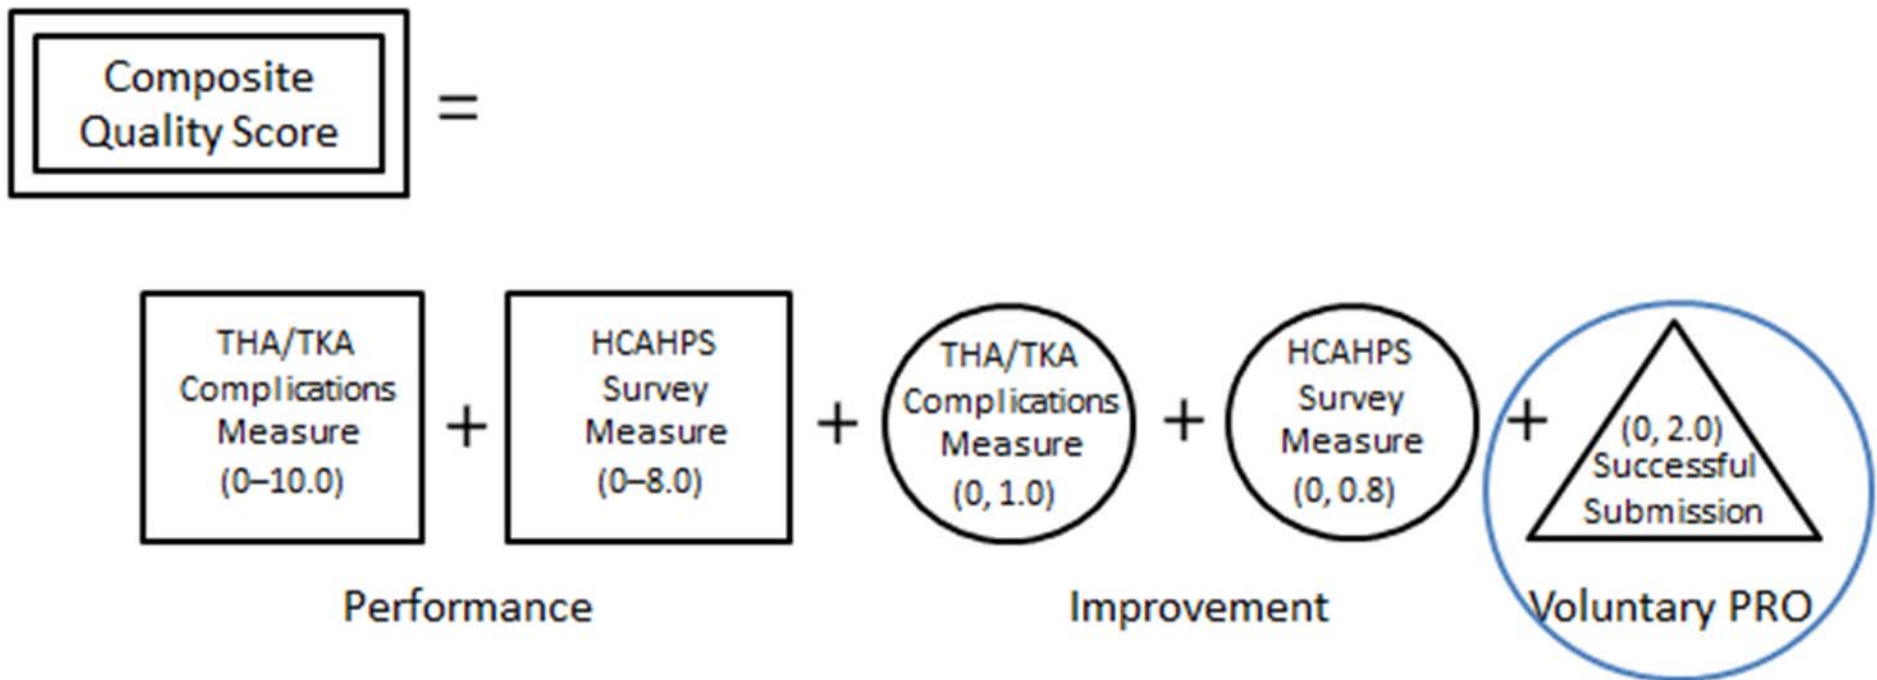 Composite
Quality Score
=
THA/TKA
Complications
Measure
(0–10.0)
+
HCAHPS
Survey
Measure
(0–8.0)
+
THA/TKA
Complications
Measure
(0, 1.0)
+
HCAHPS
Survey
Measure
(0, 0.8)
+
(0, 2.0)
Successful
Submission
Performance
Improvement
Voluntary PRO